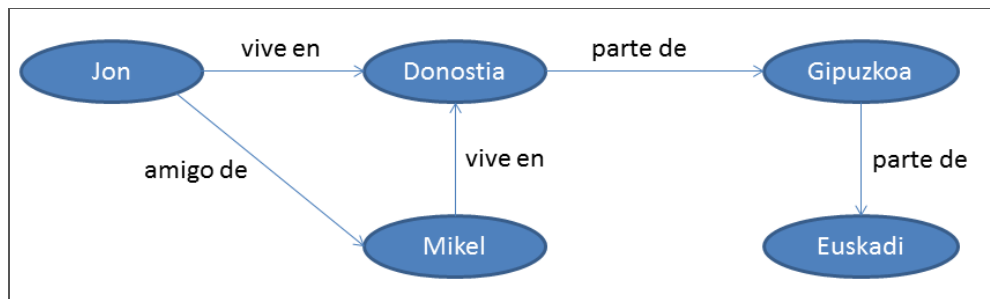 vive en
parte de
Jon
Donostia
Gipuzkoa
amigo de
vive en
parte de
Mikel
Euskadi